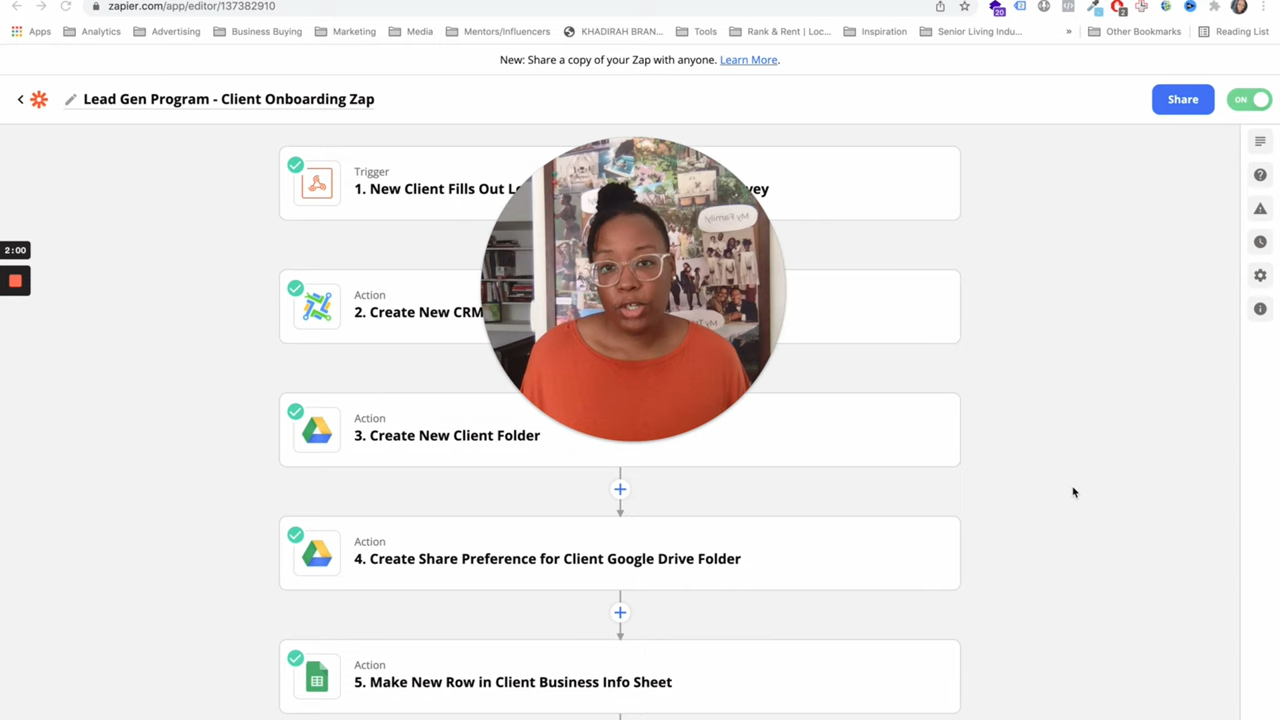 zapier.com/app/editor/137382910
20
2
Apps
Analytics
Advertising
Business Buying
Marketing
Media
Mentors/Influencers
KHADIRAH BRAN...
Tools
Rank & Rent | Loc...
Inspiration
Senior Living Indu...
»
Other Bookmarks
Reading List
New: Share a copy of your Zap with anyone. Learn More.
Lead Gen Program - Client Onboarding Zap
Share
ON
Trigger
1. New Client Fills Out
2:00
My Family
Action
2. Create New CRM
Action
3. Create New Client Folder
Action
4. Create Share Preference for Client Google Drive Folder
Action
5. Make New Row in Client Business Info Sheet